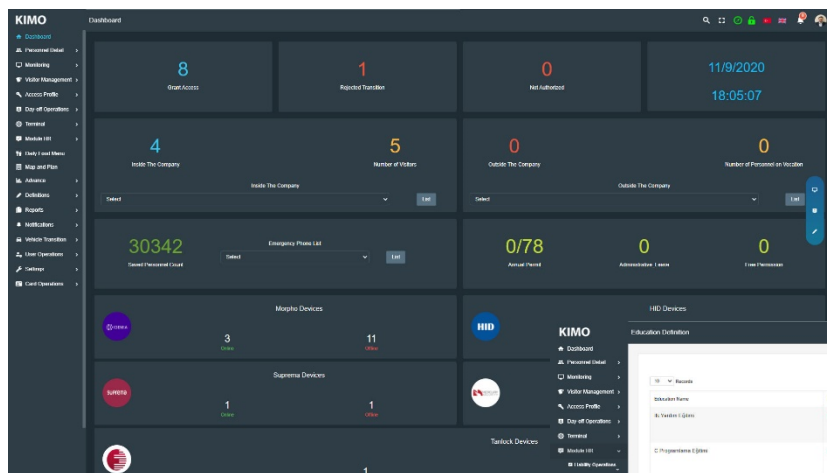 KIMO
Dashboard
Dashboard
Personnel Detail
Monitoring
Visitor Management
Access Profile
Day off Operations
Terminal
Module HR
Daily Food Menu
Map and Plan
Advance
Definitions
Reports
Notifications
Vehicle Transition
User Operations
Settings
Card Operations
8
Grant Access
1
Rejected Transition
0
Not Authorized
11/9/2020
18:05:07
4
Inside The Company
5
Number of Visitors
Inside The Company
Select
List
0
Outside The Company
0
Number of Personnel on Vacation
Outside The Company
Select
List
30342
Saved Personnel Count
Emergency Phone List
Select
List
0/78
Annual Permit
0
Administrative Leave
0
Free Permission
Morpho Devices
3
Online
11
Offline
HID Devices
HID
Suprema Devices
suprema
1
Online
1
Offline
Tanlock Devices
1
KIMO
Education Definition
Dashboard
Personnel Detail
Monitoring
Visitor Management
Access Profile
Day off Operations
Terminal
Module HR
Liability Operations
10
Records
Education Name
İlk Yardım Eğitimi
C Programlama Eğitimi